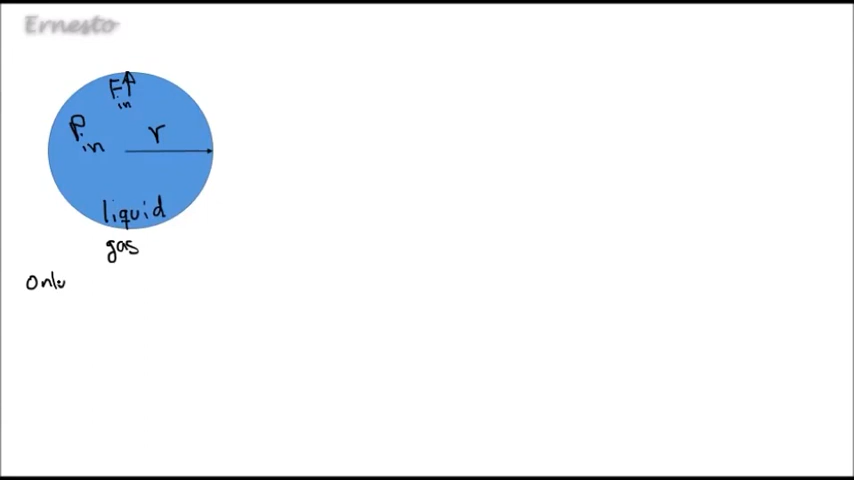 Ernesto
F in
P in
r
liquid
gas
Only